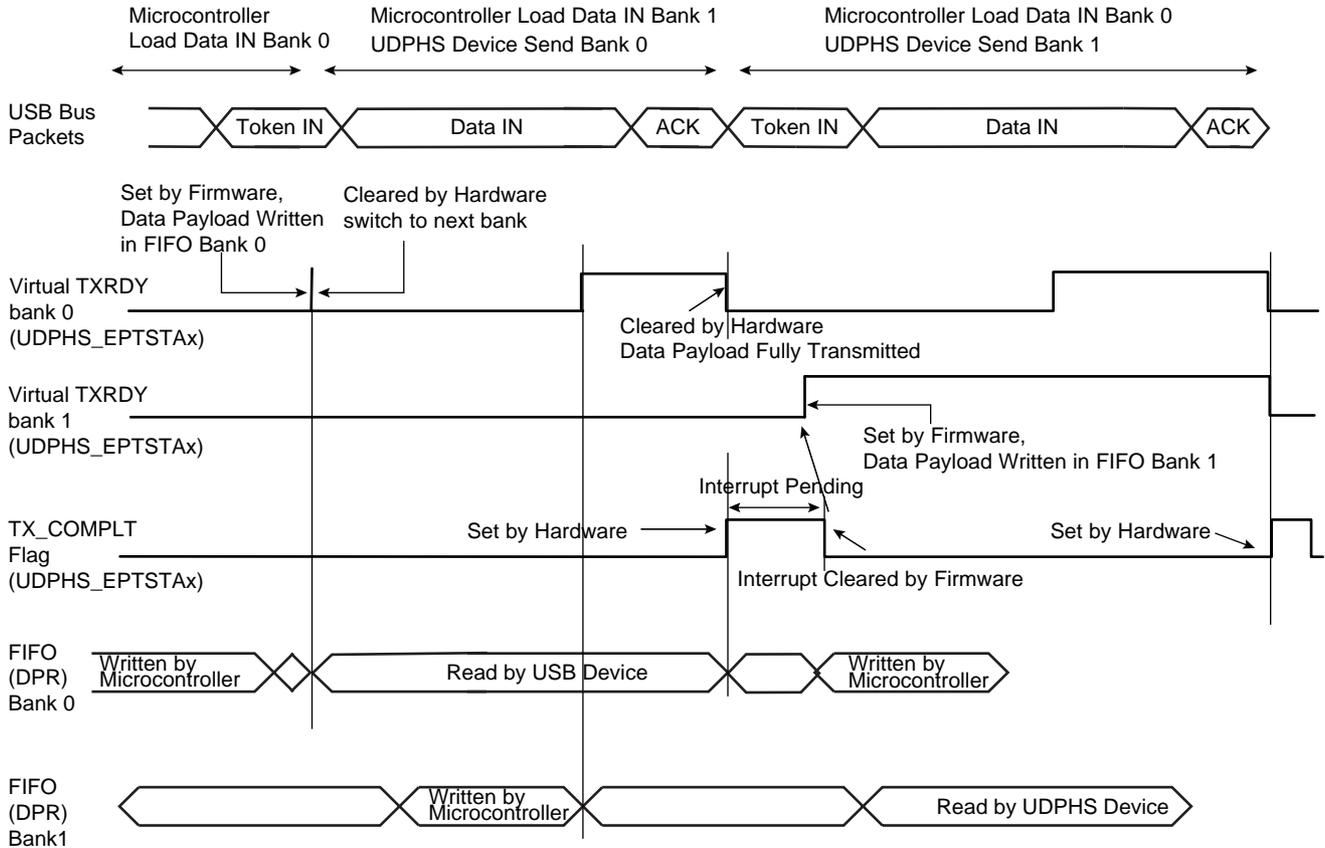 Microcontroller
Load Data IN Bank 0
Microcontroller Load Data IN Bank 1
UDPHS Device Send Bank 0
Microcontroller Load Data IN Bank 0
UDPHS Device Send Bank 1
USB Bus
Packets
Token IN
Data IN
ACK
Token IN
Data IN
ACK
Set by Firmware,
Data Payload Written
in FIFO Bank 0
Cleared by Hardware
switch to next bank
Virtual TXRDY
bank 0
(UDPHS_EPTSTAx)
Cleared by Hardware
Data Payload Fully Transmitted
Virtual TXRDY
bank 1
(UDPHS_EPTSTAx)
Set by Firmware,
Data Payload Written in FIFO Bank 1
Interrupt Pending
TX_COMPLT
Flag
(UDPHS_EPTSTAx)
Set by Hardware
Set by Hardware
Interrupt Cleared by Firmware
FIFO
(DPR)
Bank 0
Written by
Microcontroller
Read by USB Device
Written by
Microcontroller
FIFO
(DPR)
Bank1
Written by
Microcontroller
Read by UDPHS Device